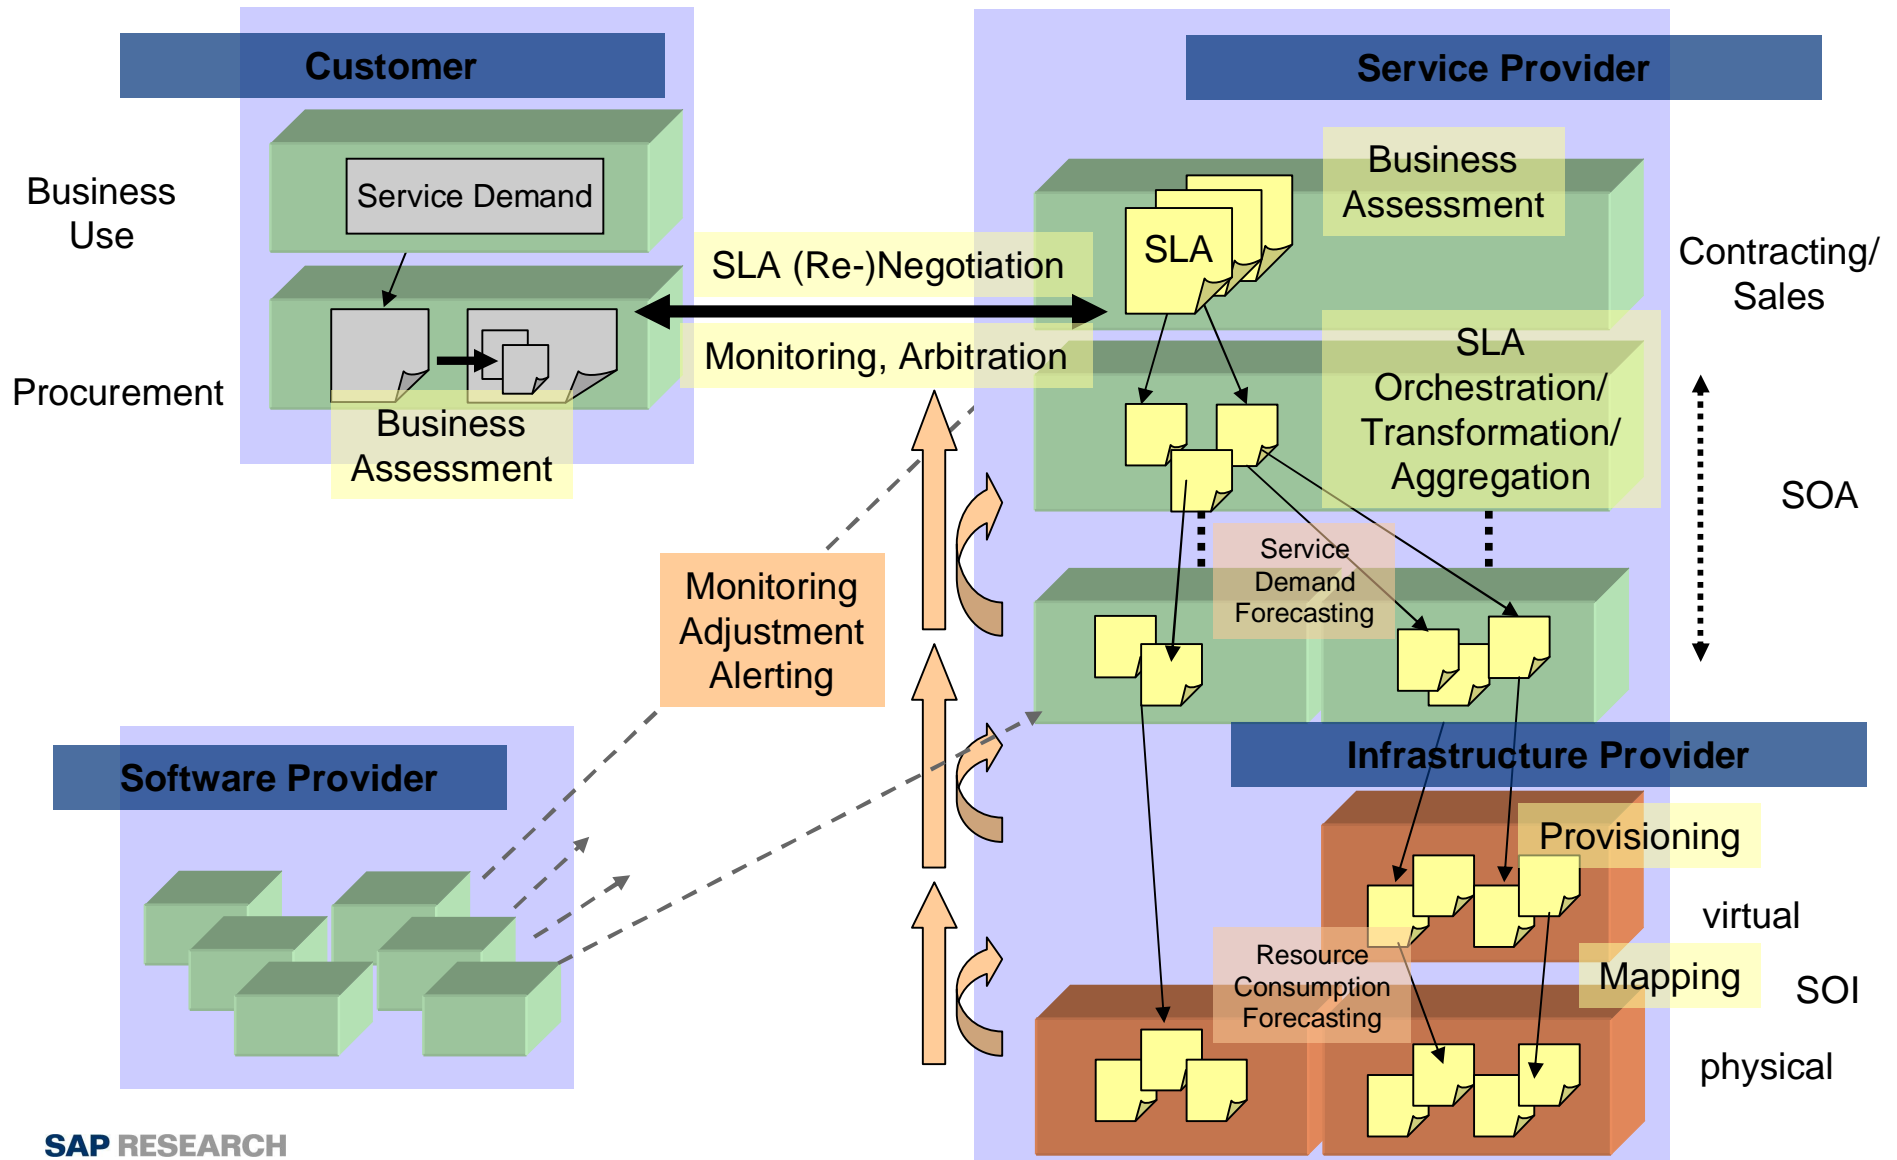 Customer
Service Provider
Business
Use
Service Demand
Procurement
Business
Assessment
SLA (Re-)Negotiation
Monitoring, Arbitration
Business
Assessment
SLA
Contracting/
Sales
SLA
Orchestration/
Transformation/
Aggregation
SOA
Service
Demand
Forecasting
Monitoring
Adjustment
Alerting
Software Provider
Infrastructure Provider
Provisioning
virtual
Resource
Consumption
Forecasting
Mapping
SOI
physical
SAP RESEARCH